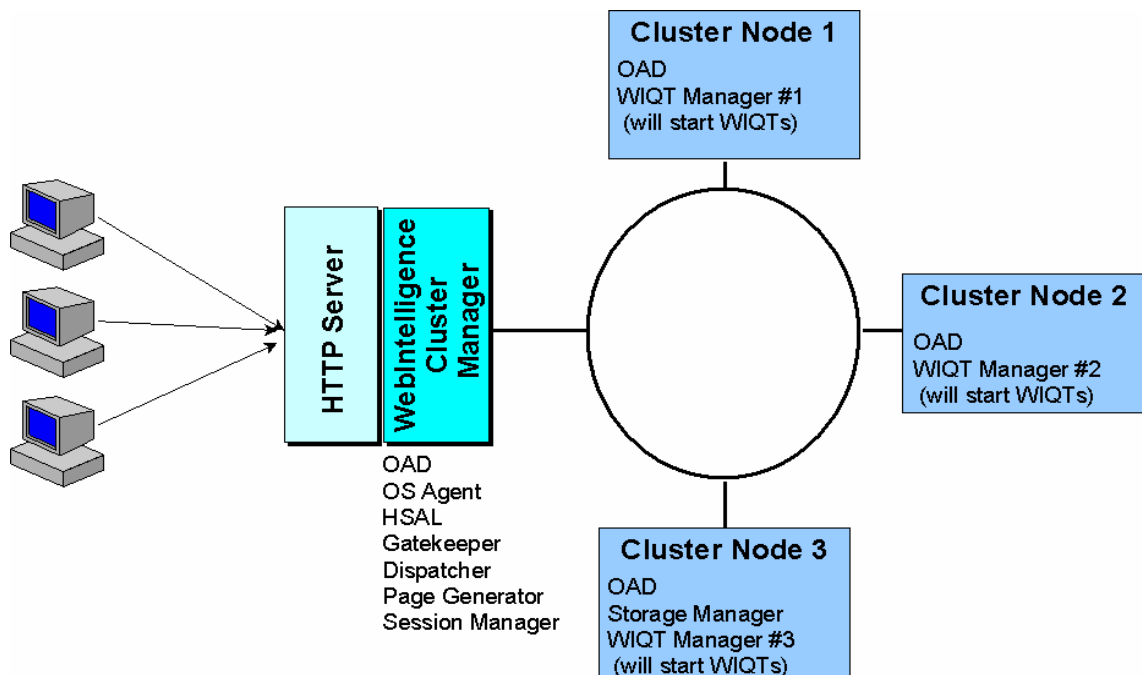 Cluster Node 1
OAD
WIQT Manager #1
(will start WIQTs)
HTTP Server
WebIntelligence
Cluster
Manager
OAD
OS Agent
HSAL
Gatekeeper
Dispatcher
Page Generator
Session Manager
Cluster Node 2
OAD
WIQT Manager #2
(will start WIQTs)
Cluster Node 3
OAD
Storage Manager
WIQT Manager #3
(will start WIQTs)